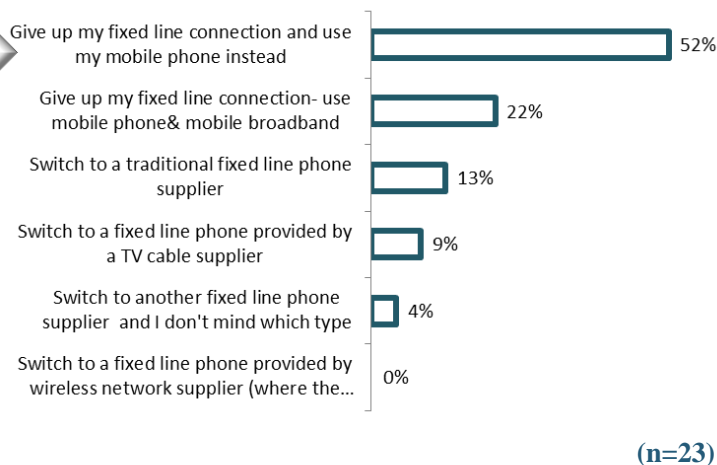 Give up my fixed line connection and use
my mobile phone instead
52%
Give up my fixed line connection- use
mobile phone& mobile broadband
22%
Switch to a traditional fixed line phone
supplier
13%
Switch to a fixed line phone provided by
a TV cable supplier
9%
Switch to another fixed line phone
supplier  and I don't mind which type
4%
Switch to a fixed line phone provided by
wireless network supplier (where the...
0%
(n=23)